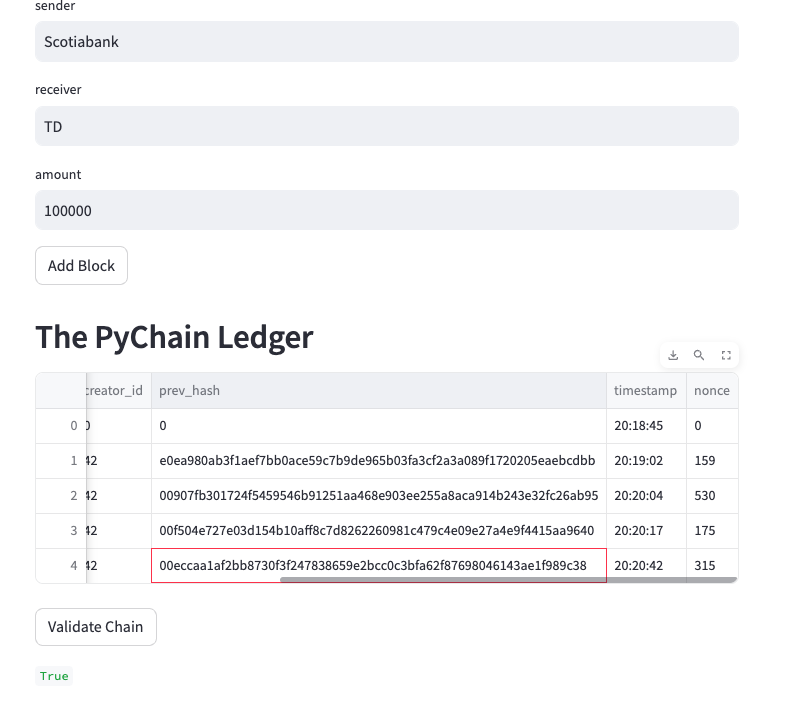 sender
Scotiabank
receiver
TD
amount
100000
Add Block
The PyChain Ledger
creator_id prev_hash timestamp nonce
0 0 0 20:18:45 0
1 42 e0ea980ab3f1aef7bb0ace59c7b9de965b03fa3cf2a3a089f1720205eaebcdbb 20:19:02 159
2 42 00907fb301724f5459546b91251aa468e903ee255a8aca914b243e32fc26ab95 20:20:04 530
3 42 00f504e727e03d154b10aff8c7d8262260981c479c4e09e27a4e9f4415aa9640 20:20:17 175
4 42 00eccaa1af2bb8730f3f247838659e2bcc0c3bfa62f87698046143ae1f989c38 20:20:42 315
Validate Chain
True